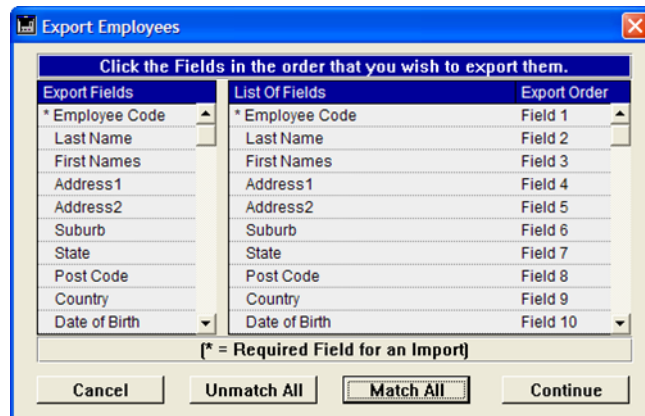 Export Employees
Click the Fields in the order that you wish to export them.
Export Fields List Of Fields Export Order
* Employee Code * Employee Code Field 1
Last Name Last Name Field 2
First Names First Names Field 3
Address1 Address1 Field 4
Address2 Address2 Field 5
Suburb Suburb Field 6
State State Field 7
Post Code Post Code Field 8
Country Country Field 9
Date of Birth Date of Birth Field 10
(* = Required Field for an Import)
Cancel Unmatch All Match All Continue